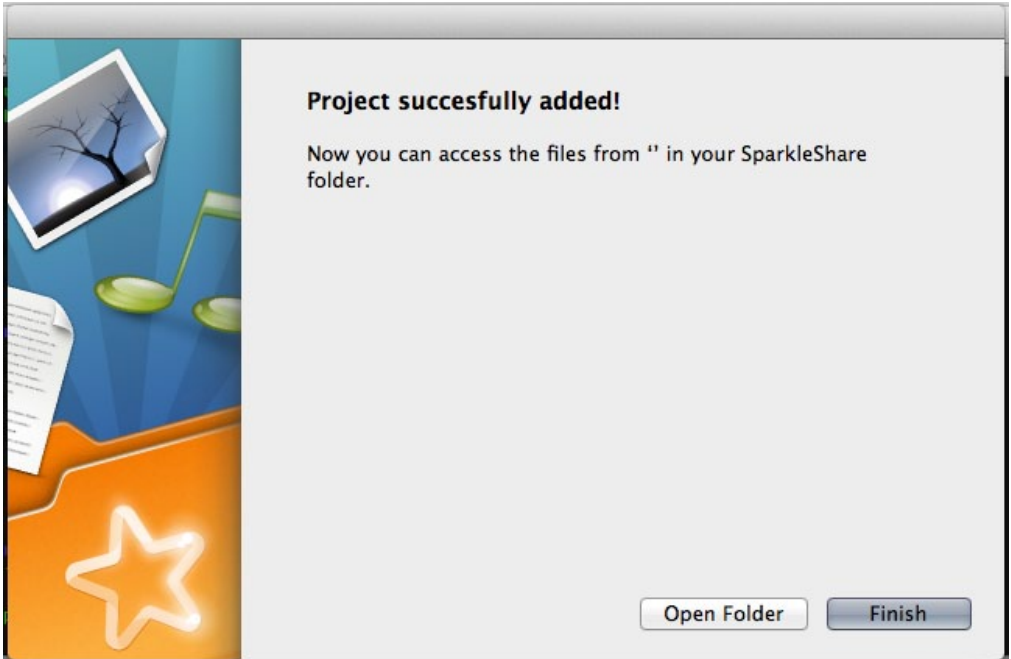 Project succesfully added!
Now you can access the files from ‘’ in your SparkleShare
folder.
Open Folder
Finish